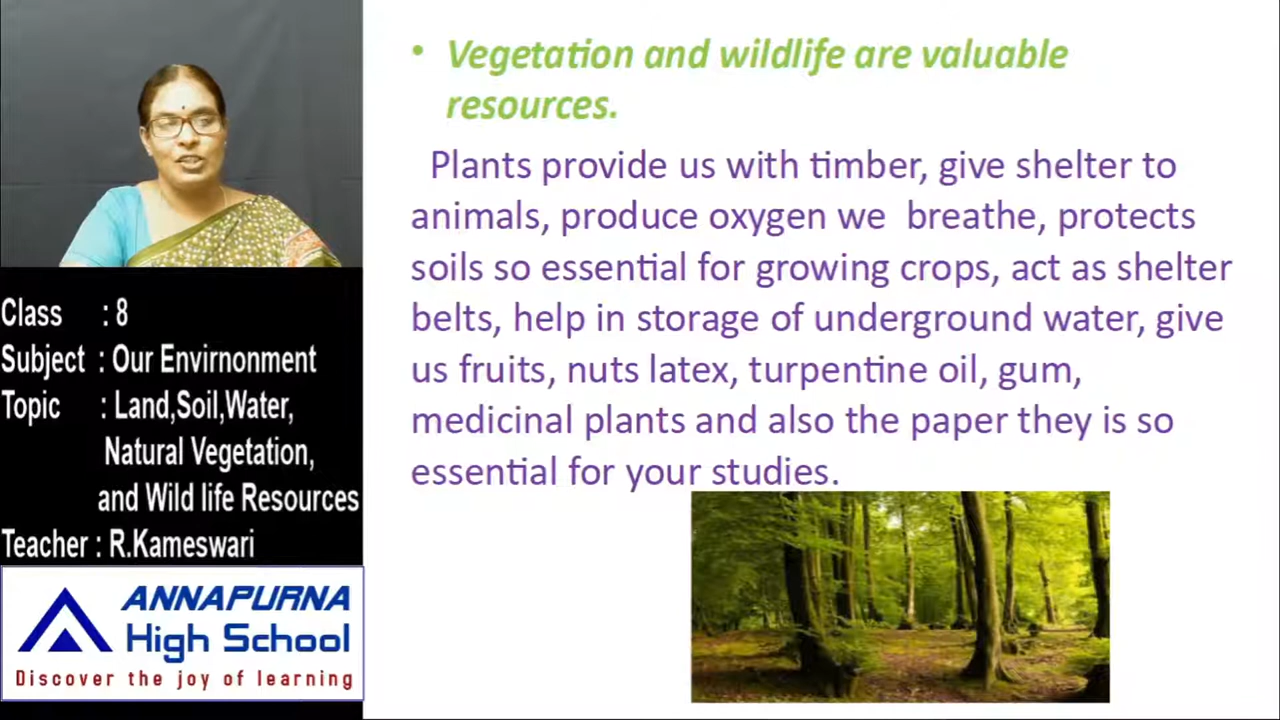 • Vegetation and wildlife are valuable
resources.
Plants provide us with timber, give shelter to
animals, produce oxygen we breathe, protects
soils so essential for growing crops, act as shelter
belts, help in storage of underground water, give
us fruits, nuts latex, turpentine oil, gum,
medicinal plants and also the paper they is so
essential for your studies.
Class : 8
Subject : Our Envirnonment
Topic : Land,Soil,Water,
Natural Vegetation,
and Wild life Resources
Teacher : R.Kameswari
ANNAPURNA
High School
Discover the joy of learning